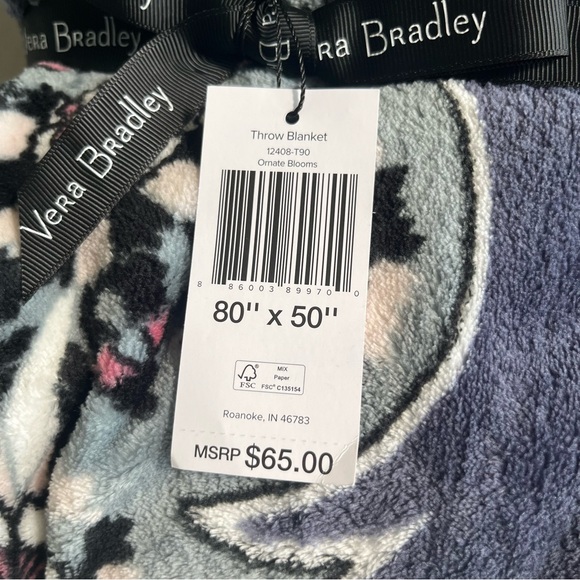 Vera Bradley
Vera Bradley
Vera Bradley
Throw Blanket
12408-T90
Ornate Blooms
8 86003 89970 0
80" x 50"
FSC
MIX
Paper
FSC® C135154
Roanoke, IN 46783
MSRP $65.00